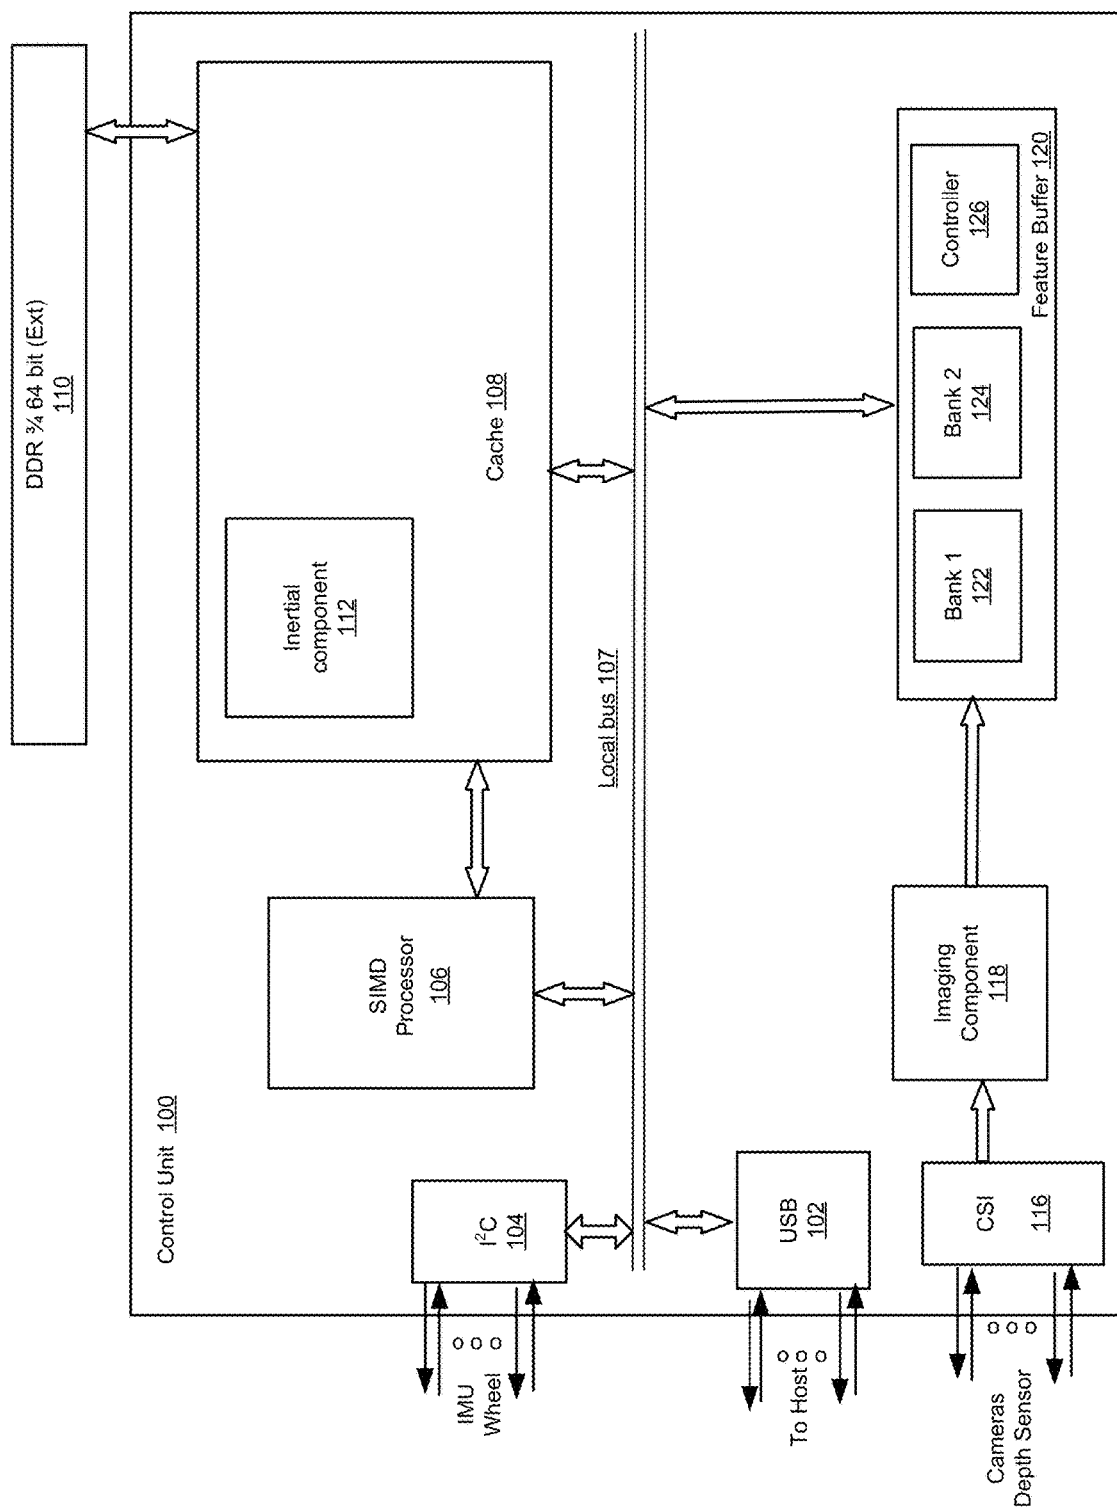 DDR ¾ 64 bit (Ext)
110
Control Unit 100
Inertial
component
112
Cache 108
SIMD
Processor
106
I²C
104
IMU
Wheel
Local bus 107
USB
102
To Host
CSI
116
Cameras
Depth Sensor
Imaging
Component
118
Bank 1
122
Bank 2
124
Controller
126
Feature Buffer 120